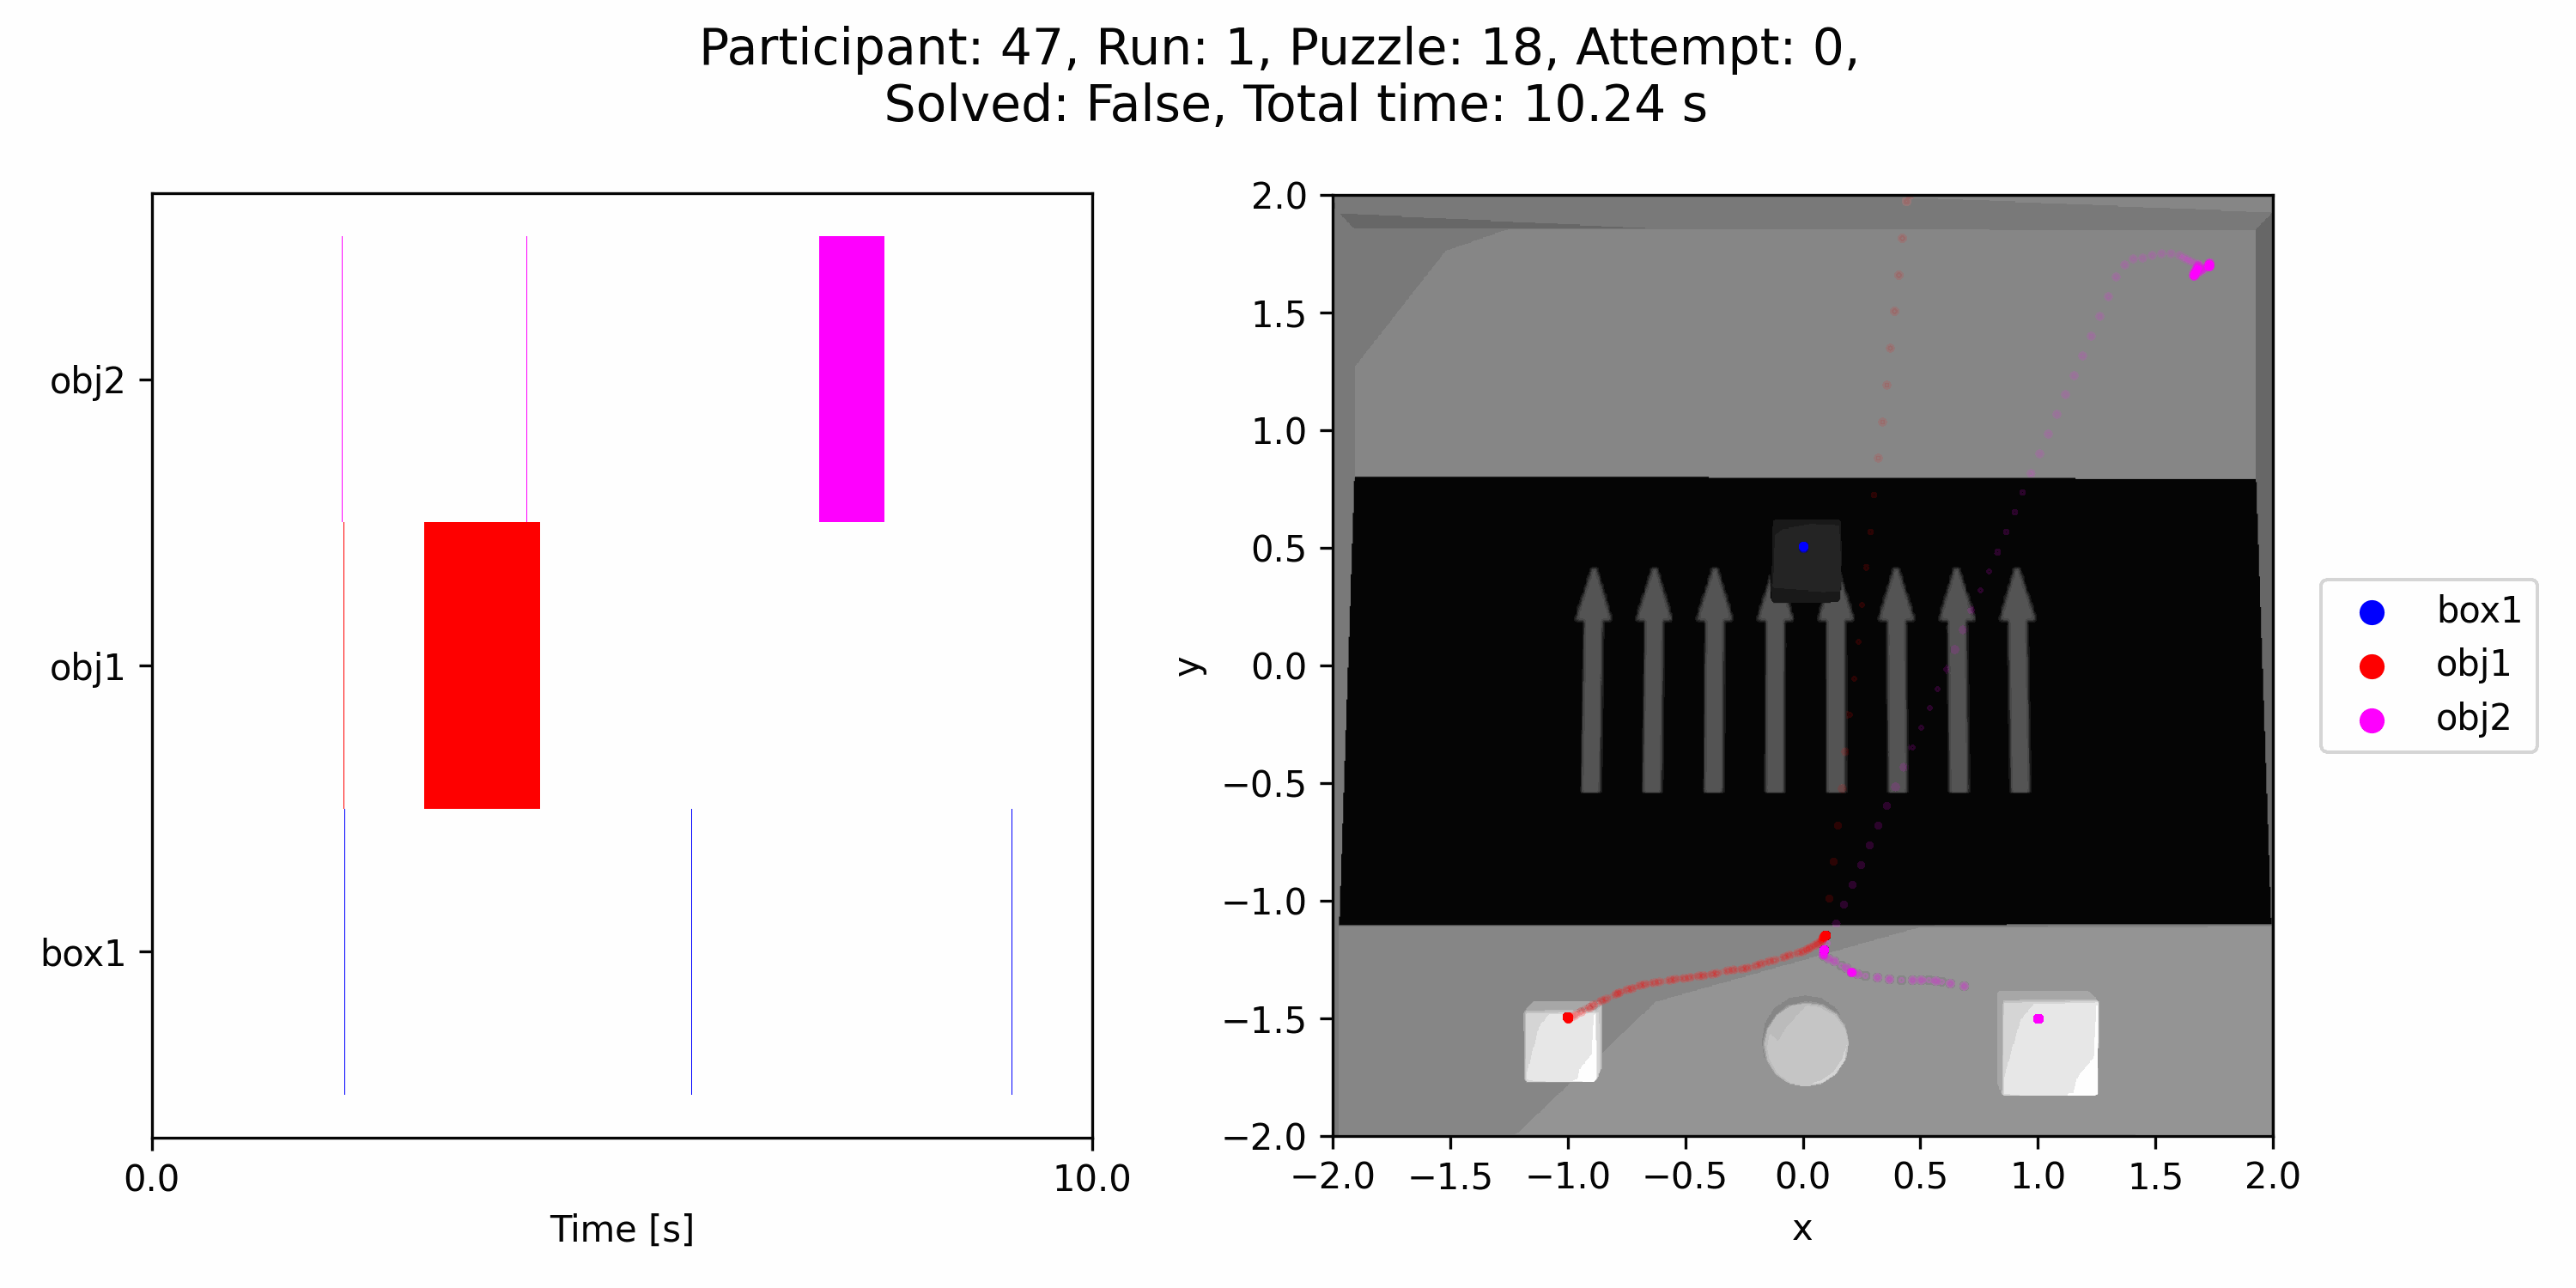 Participant: 47, Run: 1, Puzzle: 18, Attempt: 0,
Solved: False, Total time: 10.24 s
obj2
obj1
box1
0.0
10.0
Time [s]
2.0
1.5
1.0
0.5
0.0
−0.5
−1.0
−1.5
−2.0
y
−2.0 −1.5 −1.0 −0.5 0.0 0.5 1.0 1.5 2.0
x
box1
obj1
obj2